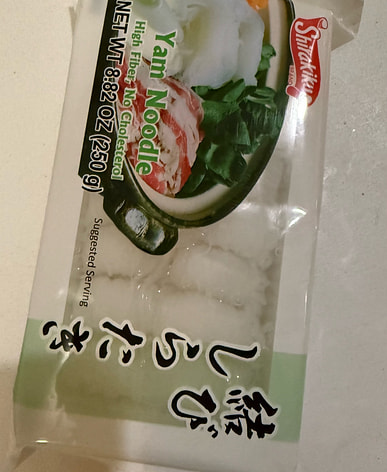 Shirakiku
BRAND
Yam Noodle
High Fiber, No Cholesterol
NET WT 8.82 OZ (250 g)
Suggested Serving
結び
しらたき